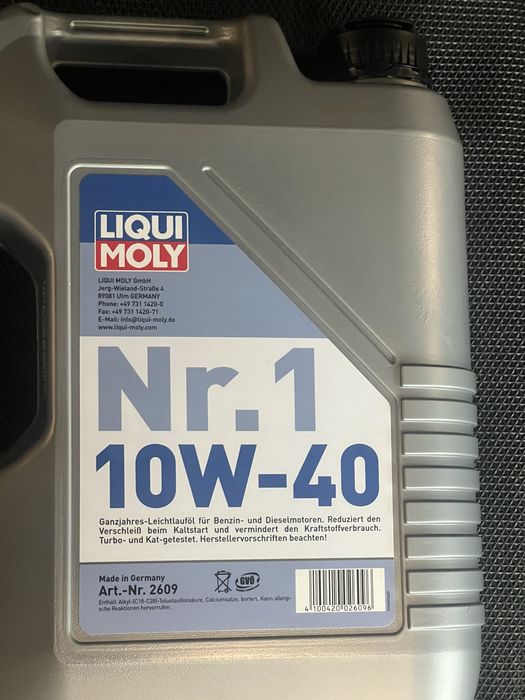 LIQUI
MOLY
LIQUI MOLY GmbH
Jerg-Wieland-Straße 4
89081 Ulm GERMANY
Phone: +49 731 1420-0
Fax: +49 731 1420-71
E-Mail: info@liqui-moly.de
www.liqui-moly.com
Nr.1
10W-40
Ganzjahres-Leichtlauföl für Benzin- und Dieselmotoren. Reduziert den
Verschleiß beim Kaltstart und vermindert den Kraftstoffverbrauch.
Turbo- und Kat-getestet. Herstellervorschriften beachten!
Made in Germany
Art.-Nr. 2609
GVÖ
Enthält Alkyl-(C18-C28)-Toluolsulfonsäure, Calciumsalze, boriert. Kann allergi-
sche Reaktionen hervorrufen.
4 100420 026096